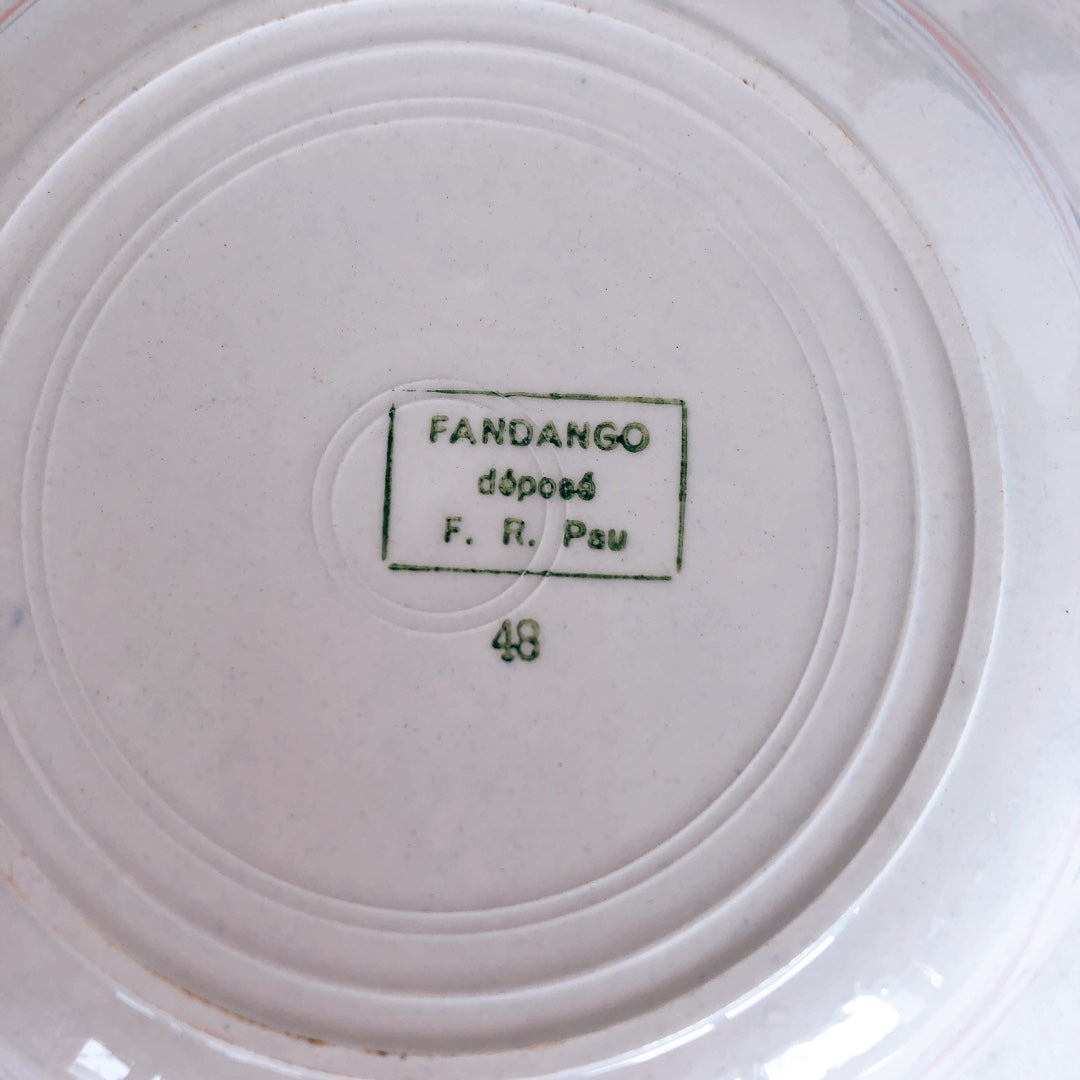 FANDANGO
déposé
F. R. Pau
48